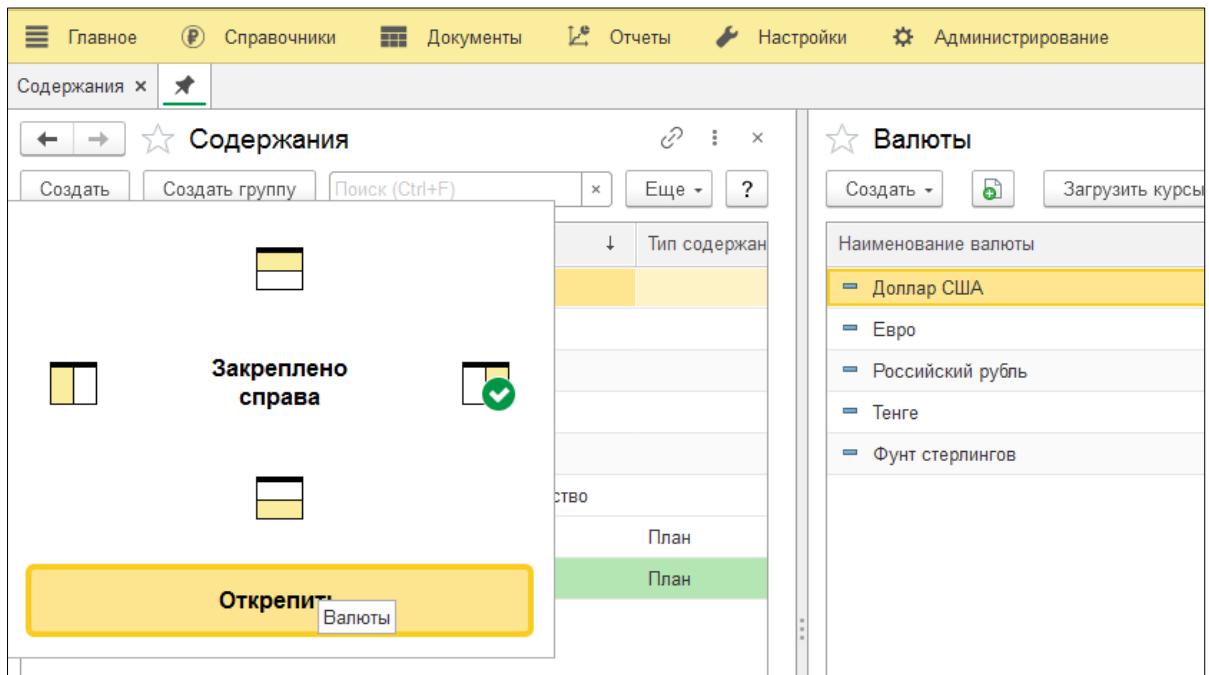 Главное Справочники Документы Отчеты Настройки Администрирование
Содержания ×
Содержания
Валюты
Создать Создать группу Поиск (Ctrl+F) × Еще ?
Создать Загрузить курсы
Тип содержан
Наименование валюты
Доллар США
Евро
Закреплено
справа
Российский рубль
Тенге
Фунт стерлингов
ство
План
План
Открепить
Валюты